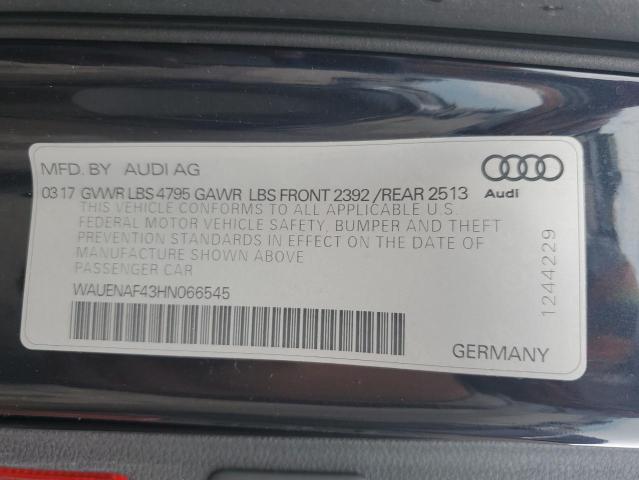 MFD. BY AUDI AG
03 17 GVWR LBS 4795 GAWR LBS FRONT 2392 /REAR 2513
Audi
THIS VEHICLE CONFORMS TO ALL APPLICABLE U.S.
FEDERAL MOTOR VEHICLE SAFETY, BUMPER AND THEFT
PREVENTION STANDARDS IN EFFECT ON THE DATE OF
MANUFACTURE SHOWN ABOVE
PASSENGER CAR
WAUENAF43HN066545
1244229
GERMANY